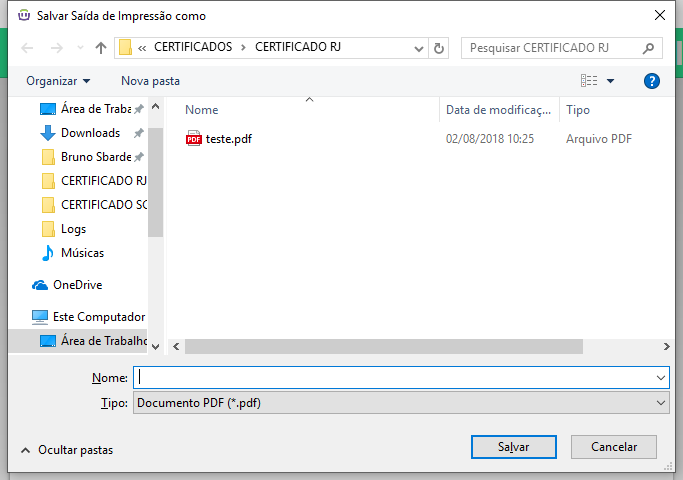 Salvar Saída de Impressão como
« CERTIFICADOS > CERTIFICADO RJ
Pesquisar CERTIFICADO RJ
Organizar
Nova pasta
?
Área de Traba
Downloads
Bruno Sbarde
CERTIFICADO RJ
CERTIFICADO SC
Logs
Músicas
OneDrive
Este Computador
Área de Trabalho
Nome
Data de modificaç...
Tipo
teste.pdf
02/08/2018 10:25
Arquivo PDF
PDF
Nome:
Tipo:
Documento PDF (*.pdf)
Ocultar pastas
Salvar
Cancelar